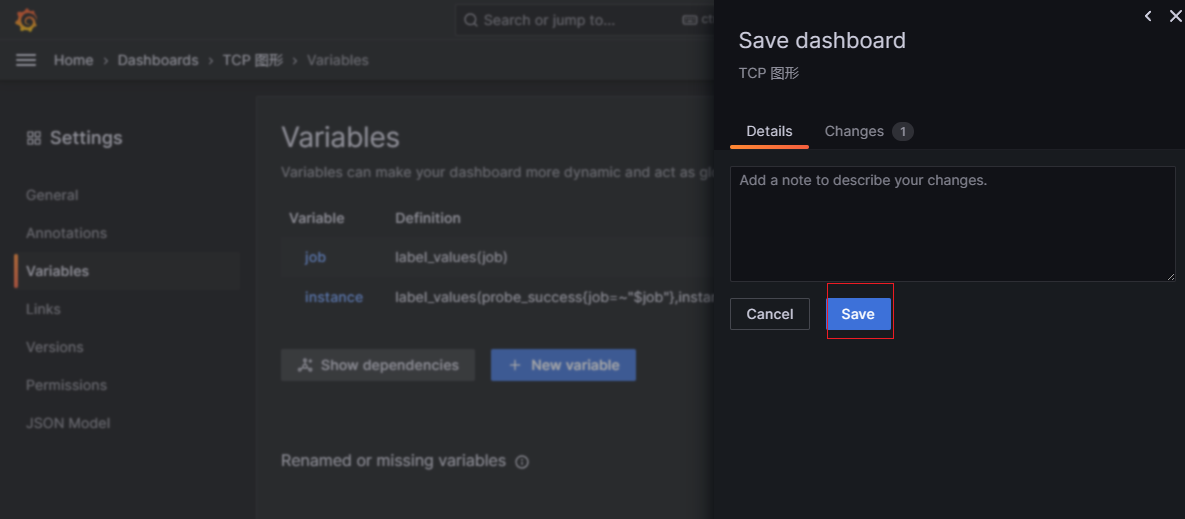 Search or jump to...
Home › Dashboards › TCP 图形 › Variables
Settings
General
Annotations
Variables
Links
Versions
Permissions
JSON Model
Variables
Variables can make your dashboard more dynamic and act as
Variable Definition
job label_values(job)
instance label_values(probe_success{job=~"$job"},
Show dependencies
+ New variable
Renamed or missing variables
Save dashboard
TCP 图形
Details
Changes 1
Add a note to describe your changes.
Cancel
Save